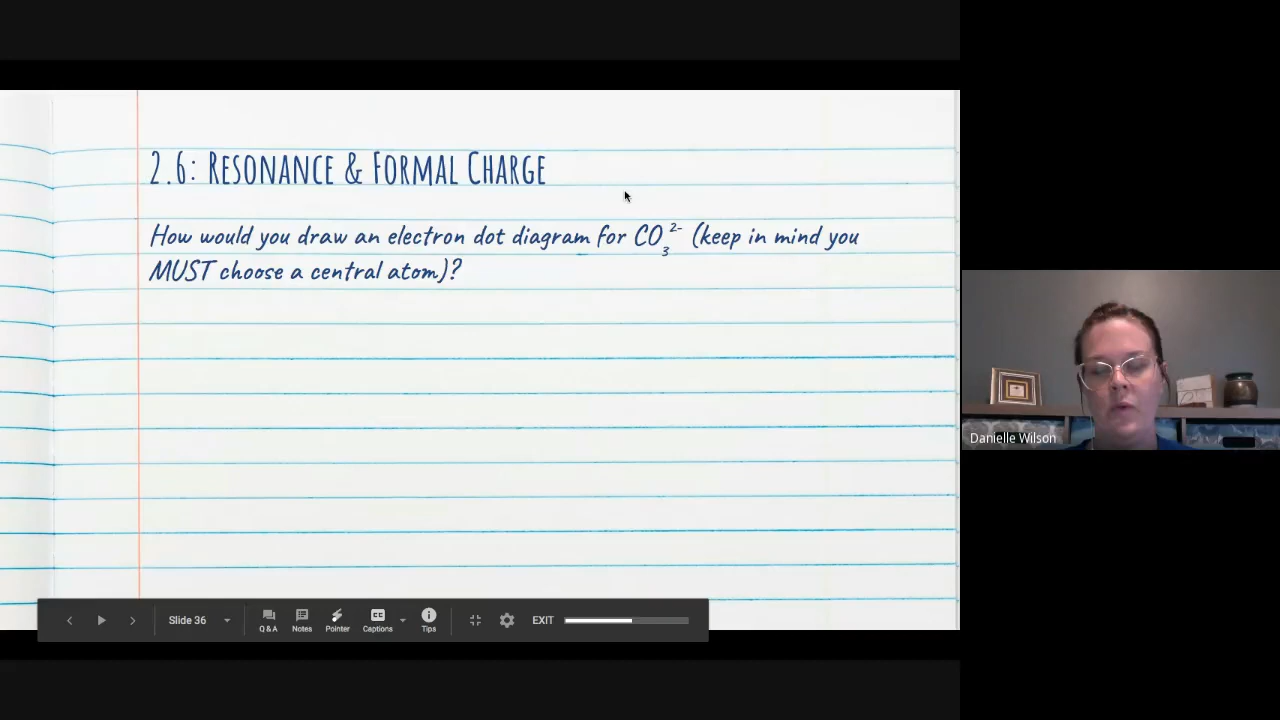 2.6: Resonance & Formal Charge
How would you draw an electron dot diagram for CO₃²⁻ (keep in mind you
MUST choose a central atom)?
Danielle Wilson
Slide 36
Q & A
Notes
Pointer
Captions
Tips
EXIT